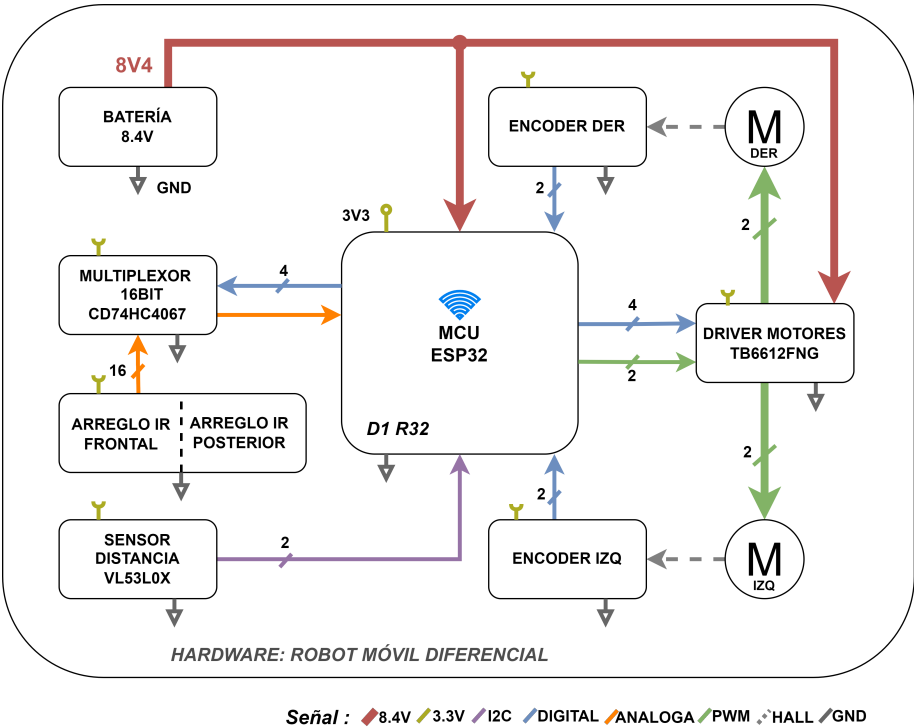 8V4
BATERÍA
8.4V
GND
ENCODER DER
M
DER
2
2
3V3
MULTIPLEXOR
16BIT
CD74HC4067
4
MCU
ESP32
4
2
DRIVER MOTORES
TB6612FNG
16
ARREGLO IR
FRONTAL
ARREGLO IR
POSTERIOR
D1 R32
2
2
SENSOR
DISTANCIA
VL53L0X
2
ENCODER IZQ
M
IZQ
HARDWARE: ROBOT MÓVIL DIFERENCIAL
Señal : 8.4V 3.3V I2C DIGITAL ANALOGA PWM HALL GND